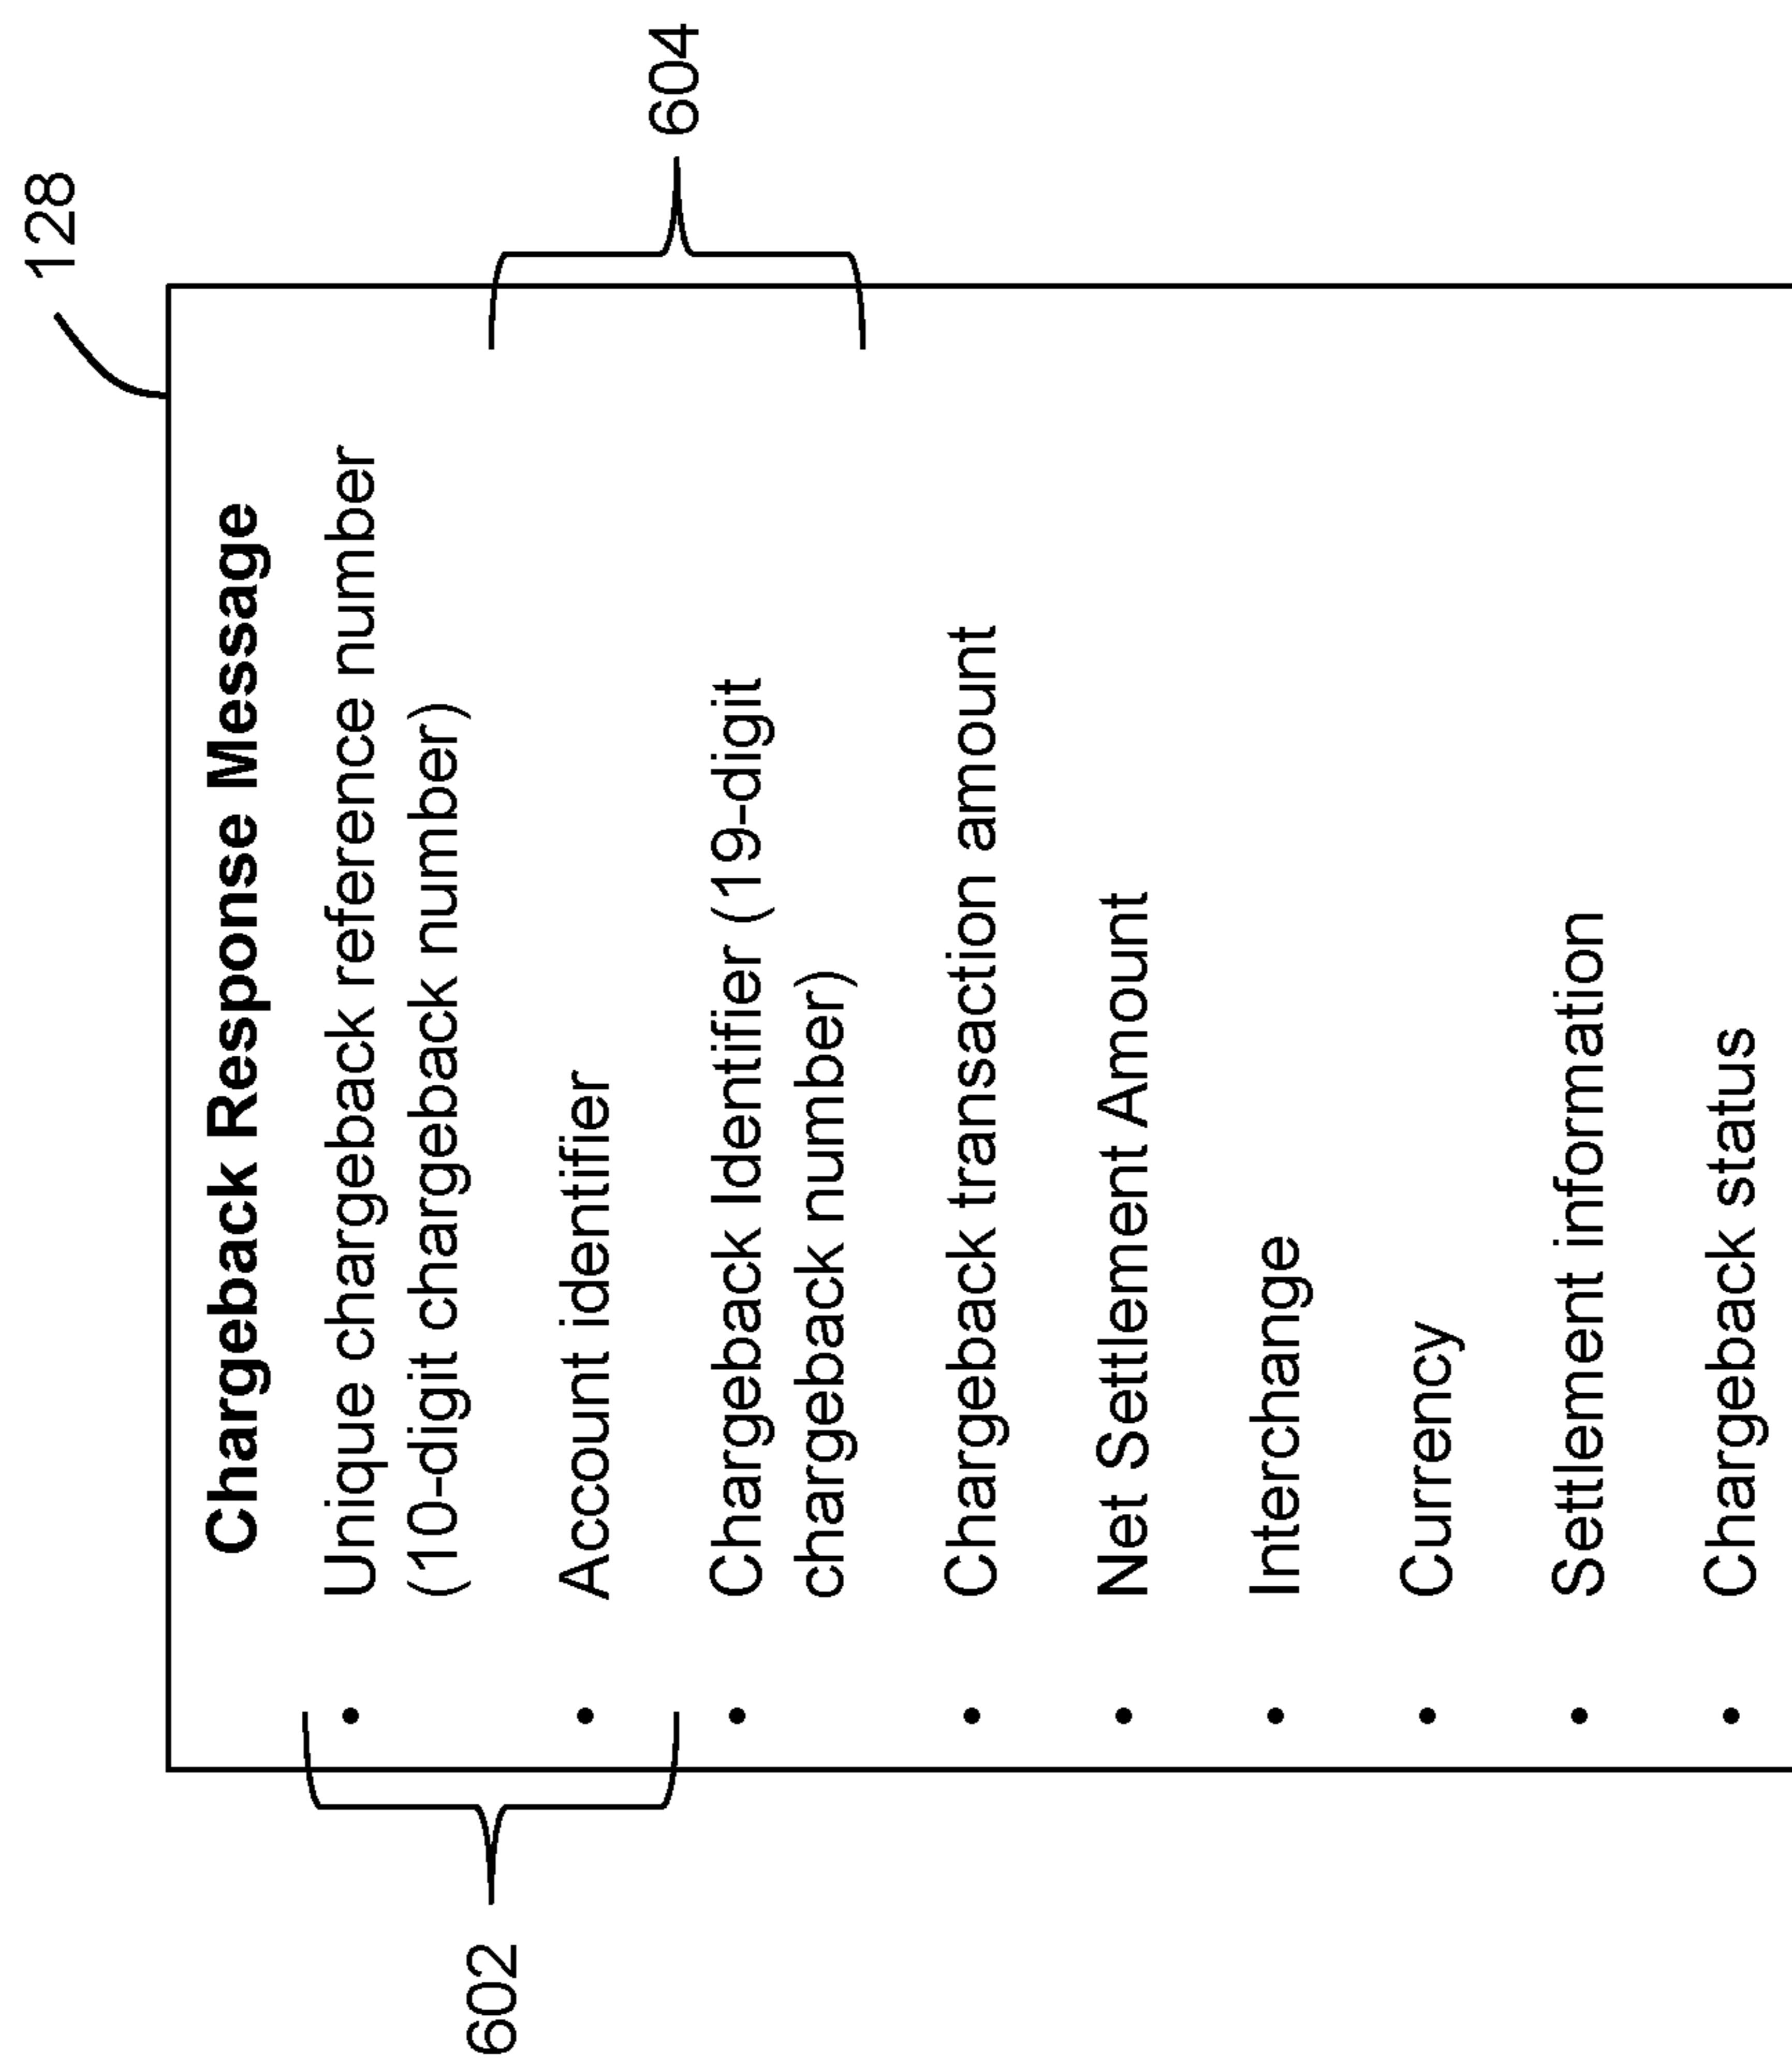 128
Chargeback Response Message
• Unique chargeback reference number
(10-digit chargeback number)
602
604
• Account identifier
• Chargeback Identifier (19-digit
chargeback number)
• Chargeback transaction amount
• Net Settlement Amount
• Interchange
• Currency
• Settlement information
• Chargeback status